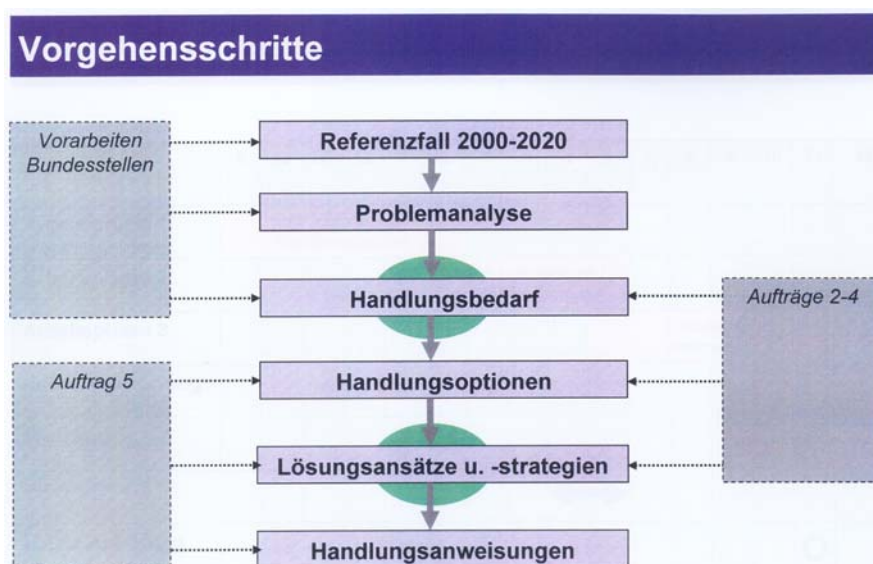 Vorgehensschritte
Vorarbeiten
Bundesstellen
Referenzfall 2000-2020
Problemanalyse
Handlungsbedarf
Aufträge 2-4
Auftrag 5
Handlungsoptionen
Lösungsansätze u. -strategien
Handlungsanweisungen